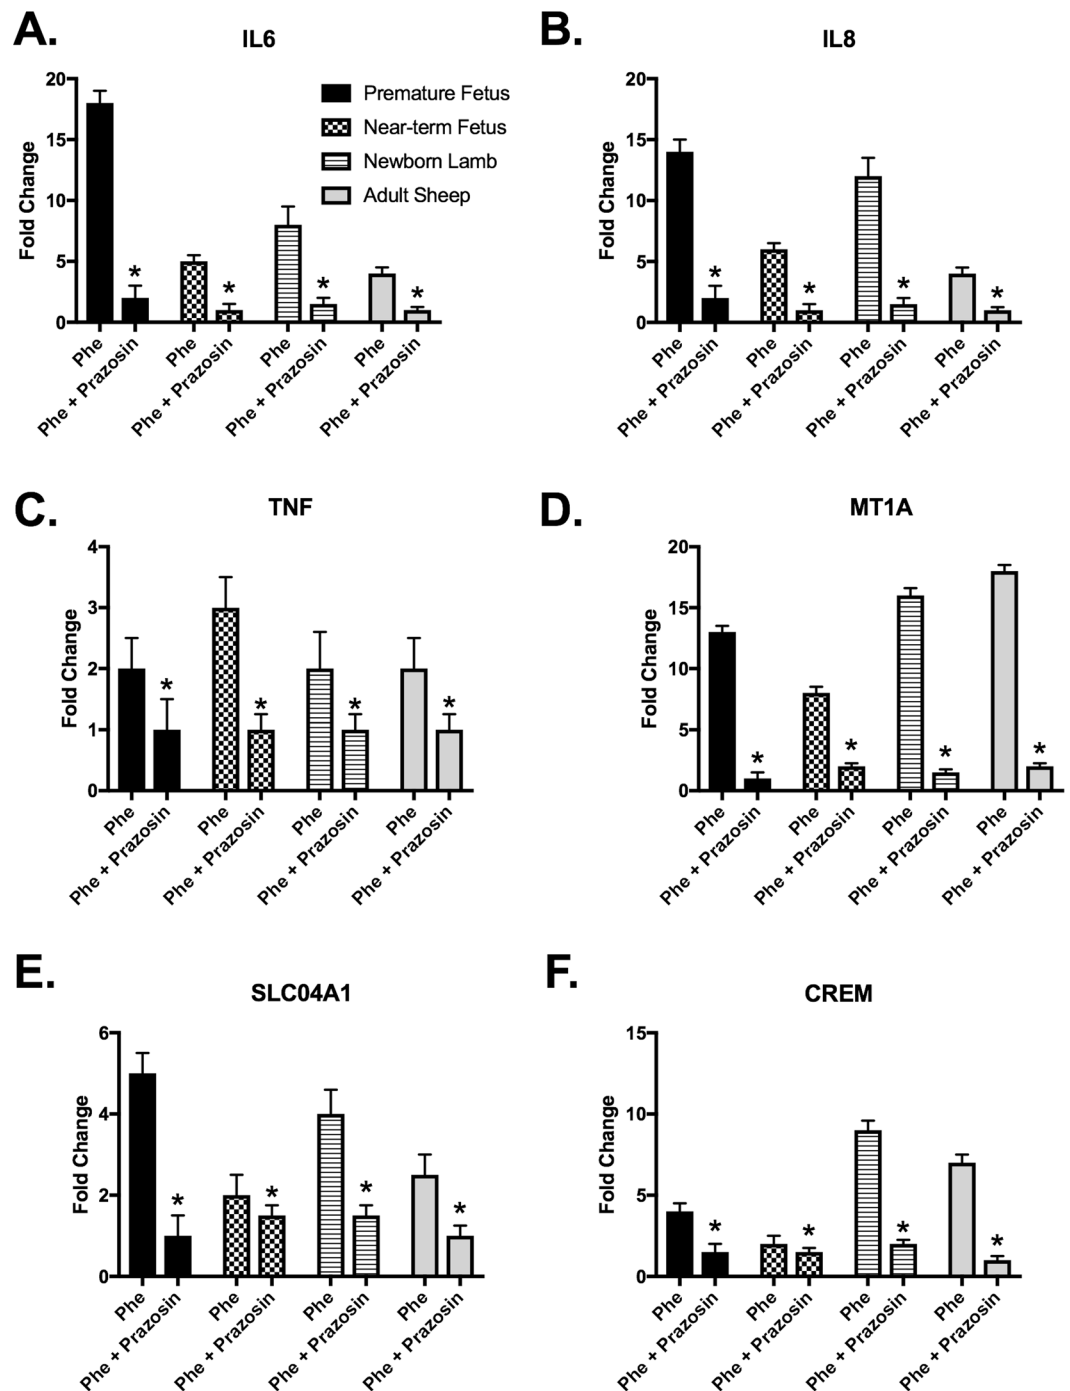 A.
IL6
Fold Change
20
15
10
5
0
Premature Fetus
Near-term Fetus
Newborn Lamb
Adult Sheep
* * * *
Phe
Phe + Prazosin
Phe
Phe + Prazosin
Phe
Phe + Prazosin
Phe
Phe + Prazosin
B.
IL8
Fold Change
20
15
10
5
0
* * * *
Phe
Phe + Prazosin
Phe
Phe + Prazosin
Phe
Phe + Prazosin
Phe
Phe + Prazosin
C.
TNF
Fold Change
4
3
2
1
0
* * * *
Phe
Phe + Prazosin
Phe
Phe + Prazosin
Phe
Phe + Prazosin
Phe
Phe + Prazosin
D.
MT1A
Fold Change
20
15
10
5
0
* * * *
Phe
Phe + Prazosin
Phe
Phe + Prazosin
Phe
Phe + Prazosin
Phe
Phe + Prazosin
E.
SLC04A1
Fold Change
6
4
2
0
* * * *
Phe
Phe + Prazosin
Phe
Phe + Prazosin
Phe
Phe + Prazosin
Phe
Phe + Prazosin
F.
CREM
Fold Change
15
10
5
0
* * * *
Phe
Phe + Prazosin
Phe
Phe + Prazosin
Phe
Phe + Prazosin
Phe
Phe + Prazosin